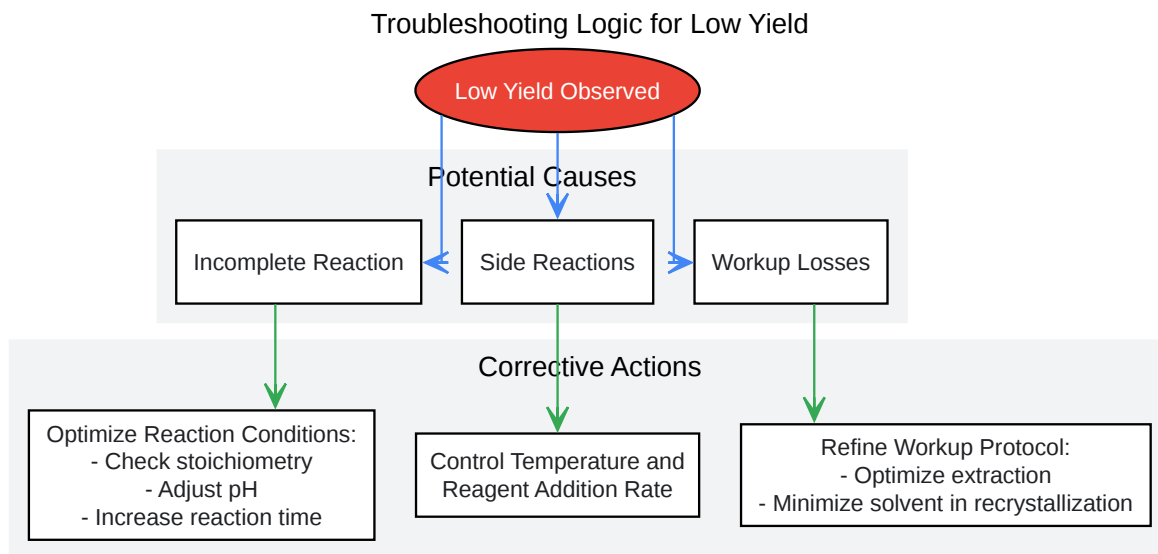 Troubleshooting Logic for Low Yield
Low Yield Observed
Potential Causes
Incomplete Reaction
Side Reactions
Workup Losses
Corrective Actions
Optimize Reaction Conditions:
- Check stoichiometry
- Adjust pH
- Increase reaction time
Control Temperature and
Reagent Addition Rate
Refine Workup Protocol:
- Optimize extraction
- Minimize solvent in recrystallization